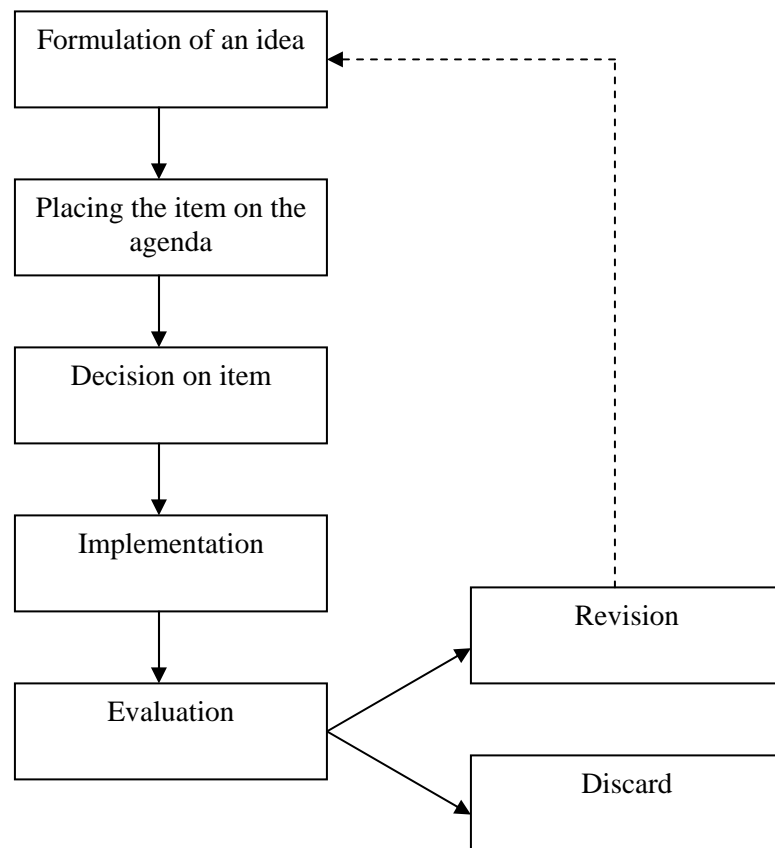 Formulation of an idea
Placing the item on the
agenda
Decision on item
Implementation
Revision
Evaluation
Discard